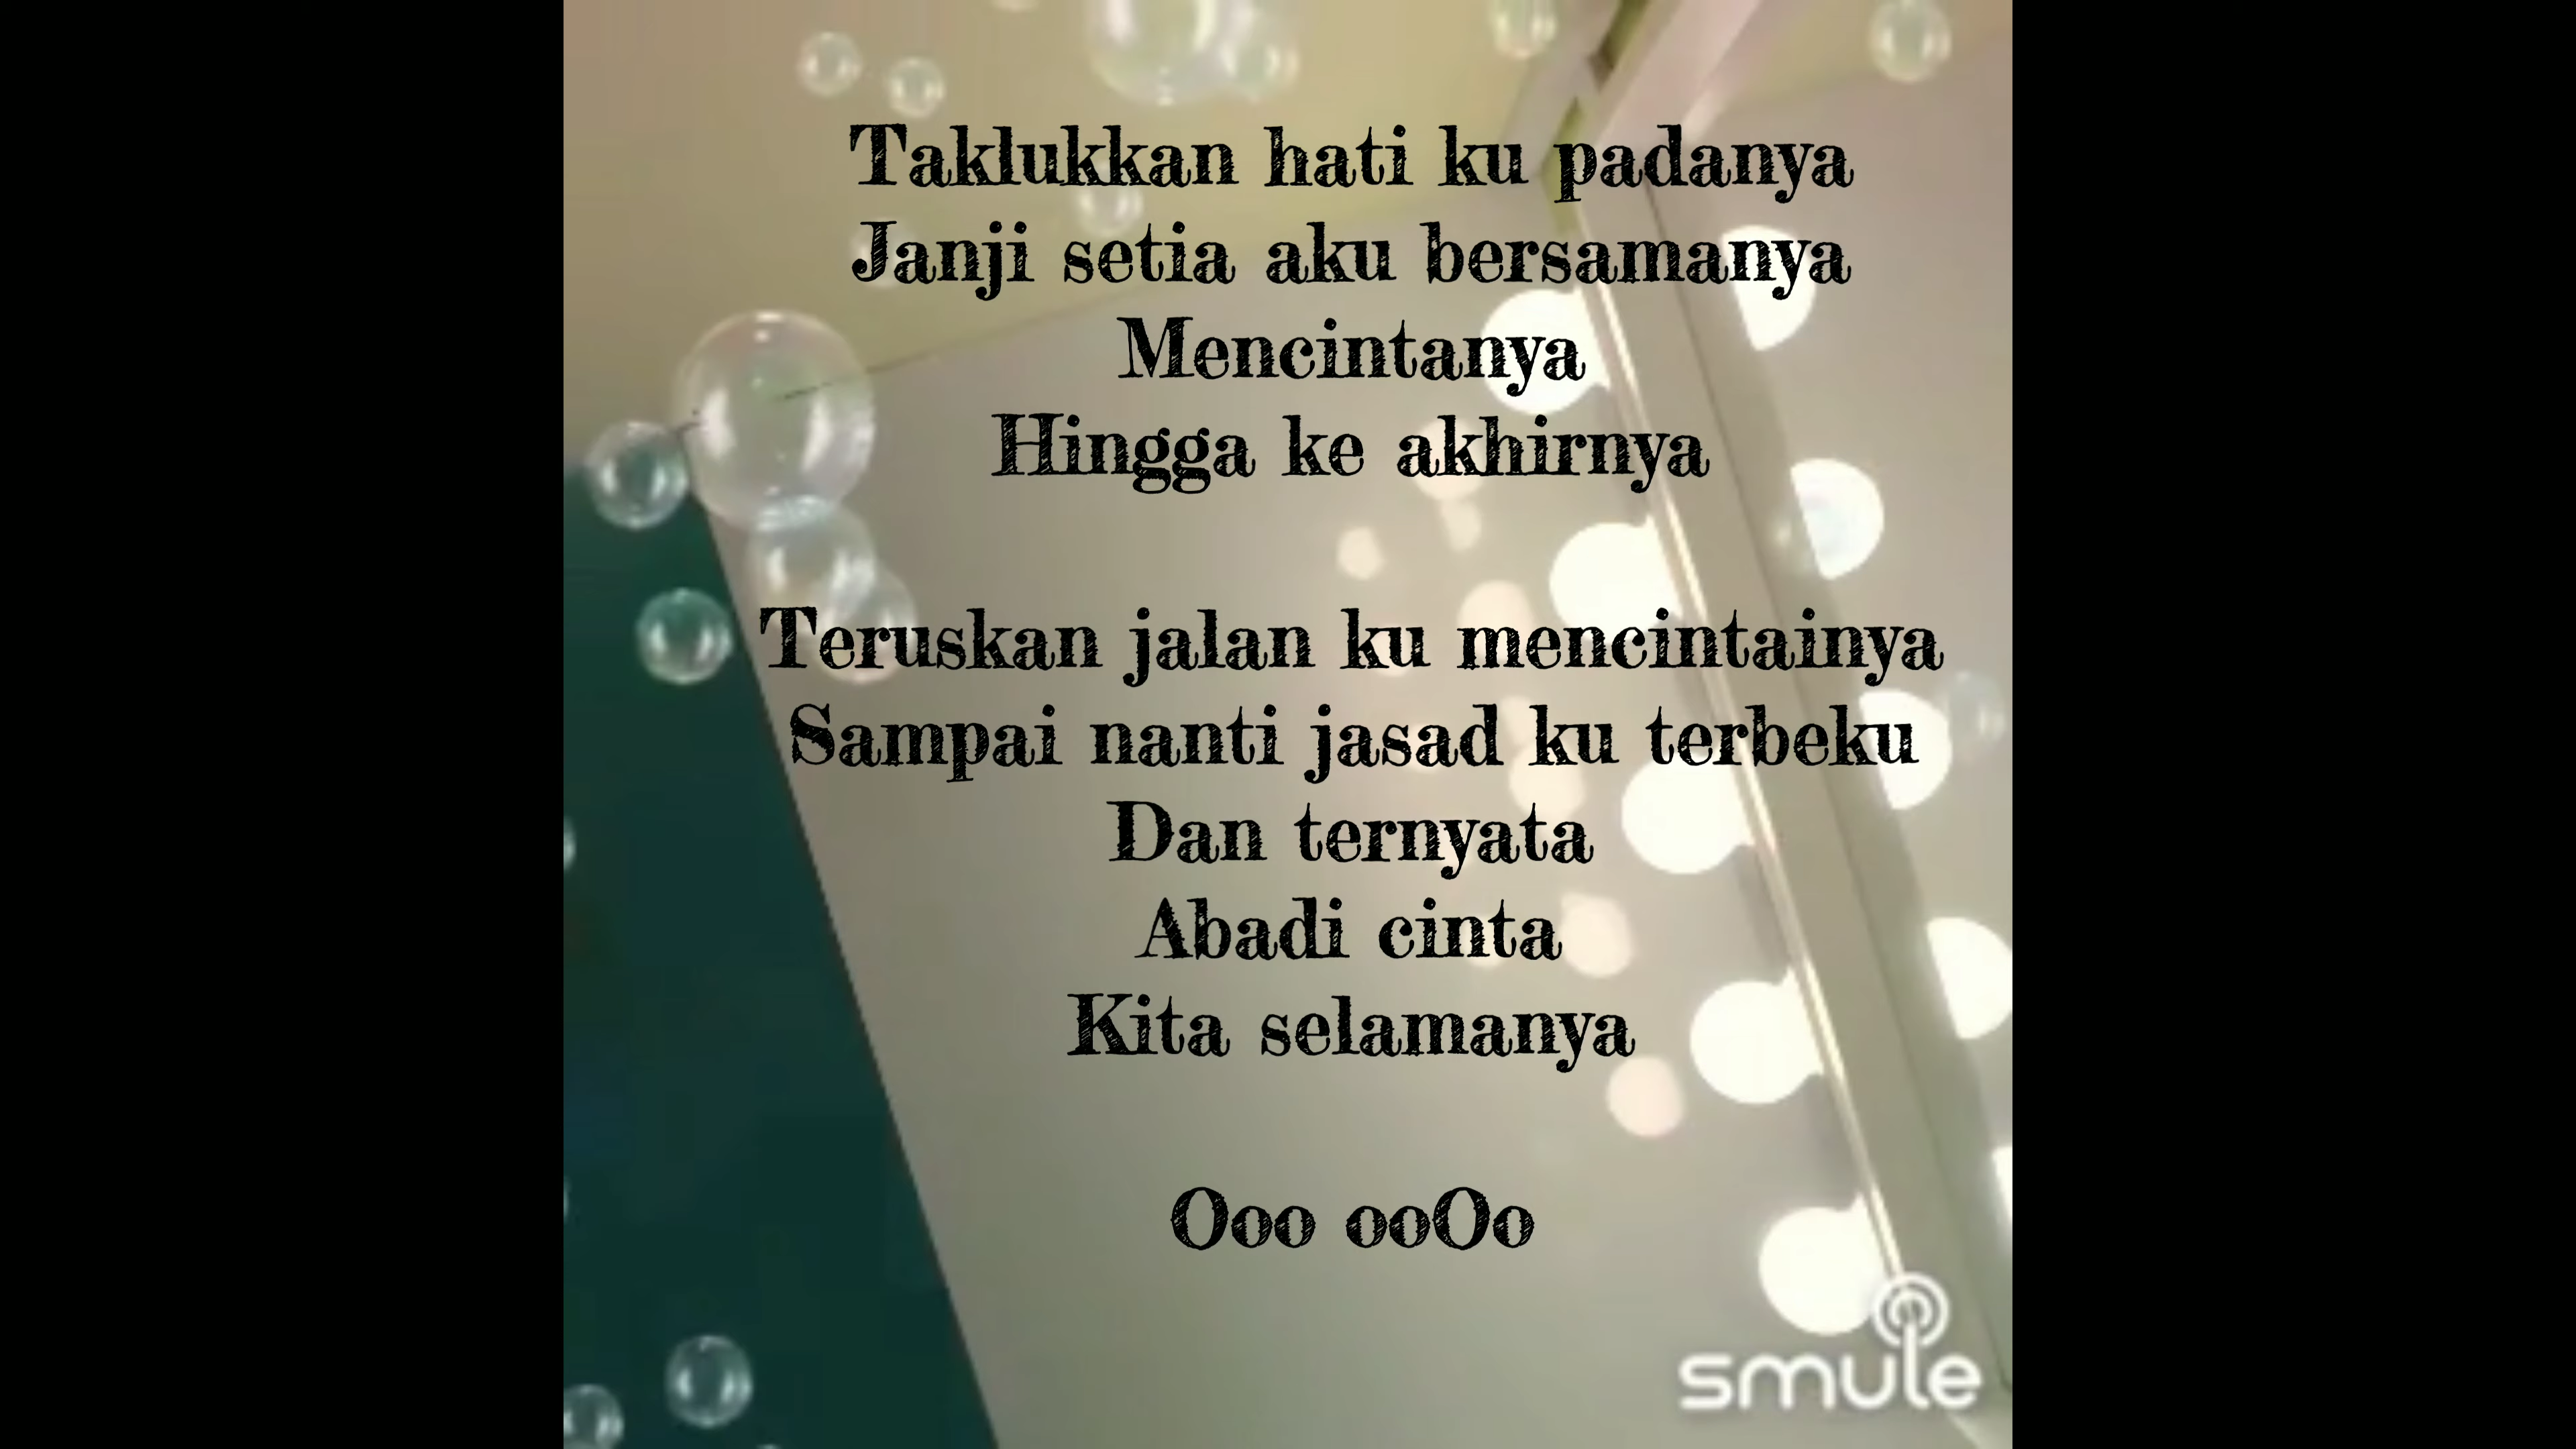 Taklukkan hati ku padanya
Janji setia aku bersamanya
Mencintanya
Hingga ke akhirnya
Teruskan jalan ku mencintainya
Sampai nanti jasad ku terbeku
Dan ternyata
Abadi cinta
Kita selamanya
Ooo ooOo
smule